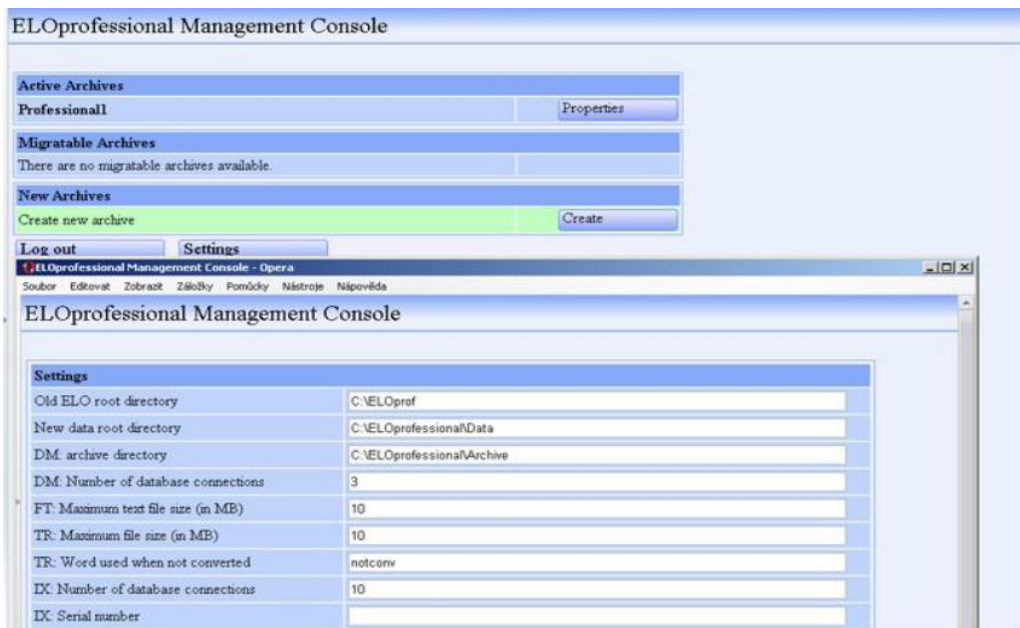 ELOprofessional Management Console
Active Archives
Professional1 Properties
Migratable Archives
There are no migratable archives available.
New Archives
Create new archive Create
Log out Settings
ELOprofessional Management Console - Opera
Soubor Editovat Zobrazit Záložky Pomůcky Nástroje Nápověda
ELOprofessional Management Console
Settings
Old ELO root directory C:\ELOprof
New data root directory C:\ELOprofessional\Data
DM: archive directory C:\ELOprofessional\Archive
DM: Number of database connections 3
FT: Maximum text file size (in MB) 10
TR: Maximum file size (in MB) 10
TR: Word used when not converted notconv
IX: Number of database connections 10
IX: Serial number